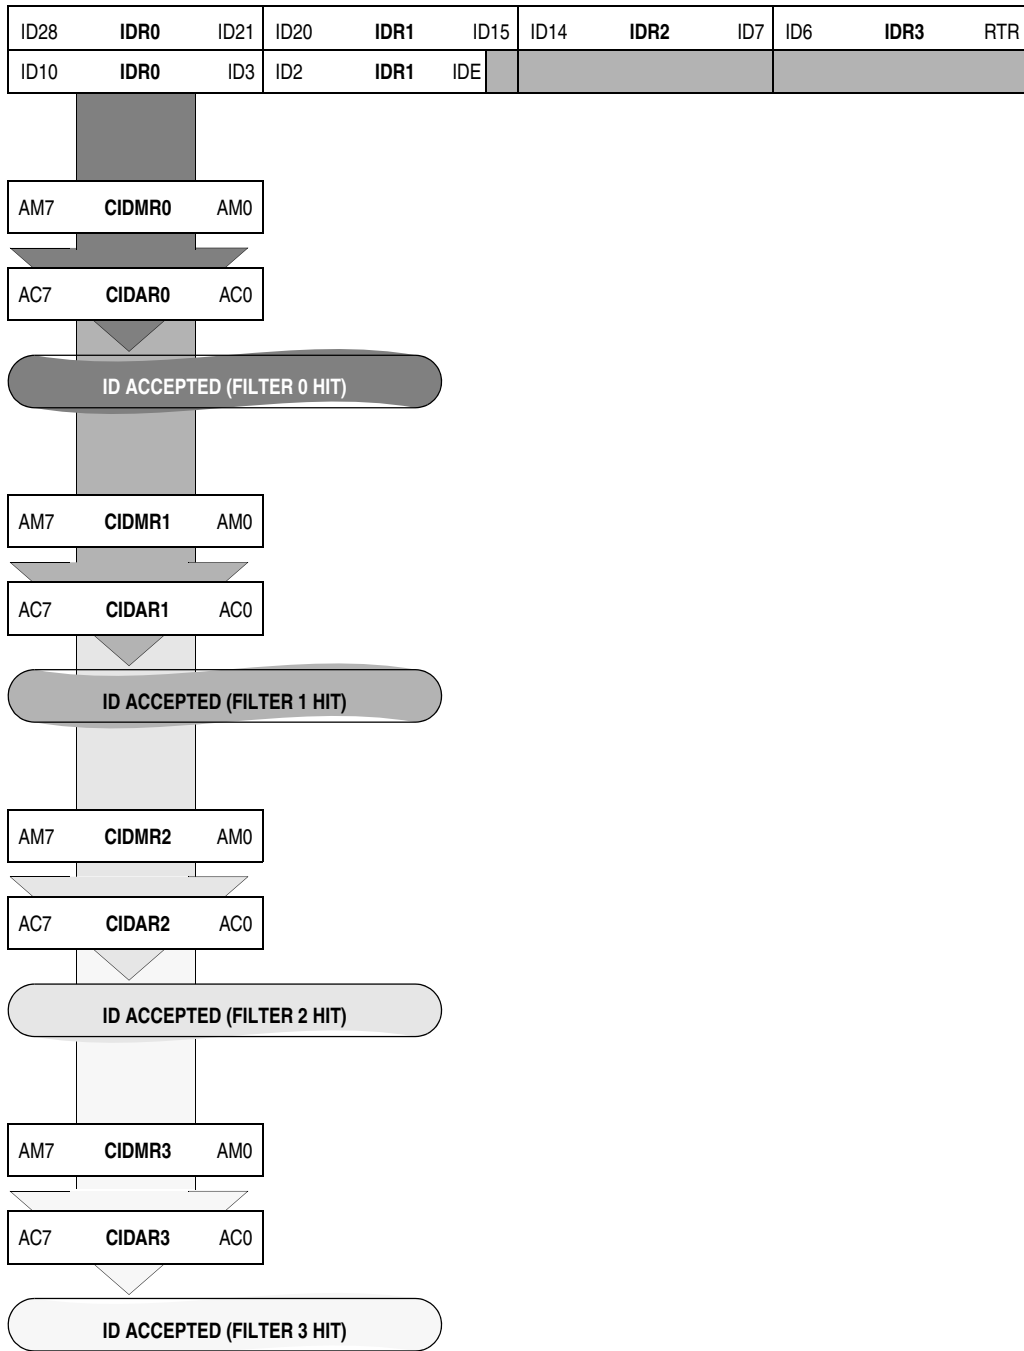 ID28 IDR0 ID21 ID20 IDR1 ID15 ID14 IDR2 ID7 ID6 IDR3 RTR
ID10 IDR0 ID3 ID2 IDR1 IDE
AM7 CIDMR0 AM0
AC7 CIDAR0 AC0
ID ACCEPTED (FILTER 0 HIT)
AM7 CIDMR1 AM0
AC7 CIDAR1 AC0
ID ACCEPTED (FILTER 1 HIT)
AM7 CIDMR2 AM0
AC7 CIDAR2 AC0
ID ACCEPTED (FILTER 2 HIT)
AM7 CIDMR3 AM0
AC7 CIDAR3 AC0
ID ACCEPTED (FILTER 3 HIT)